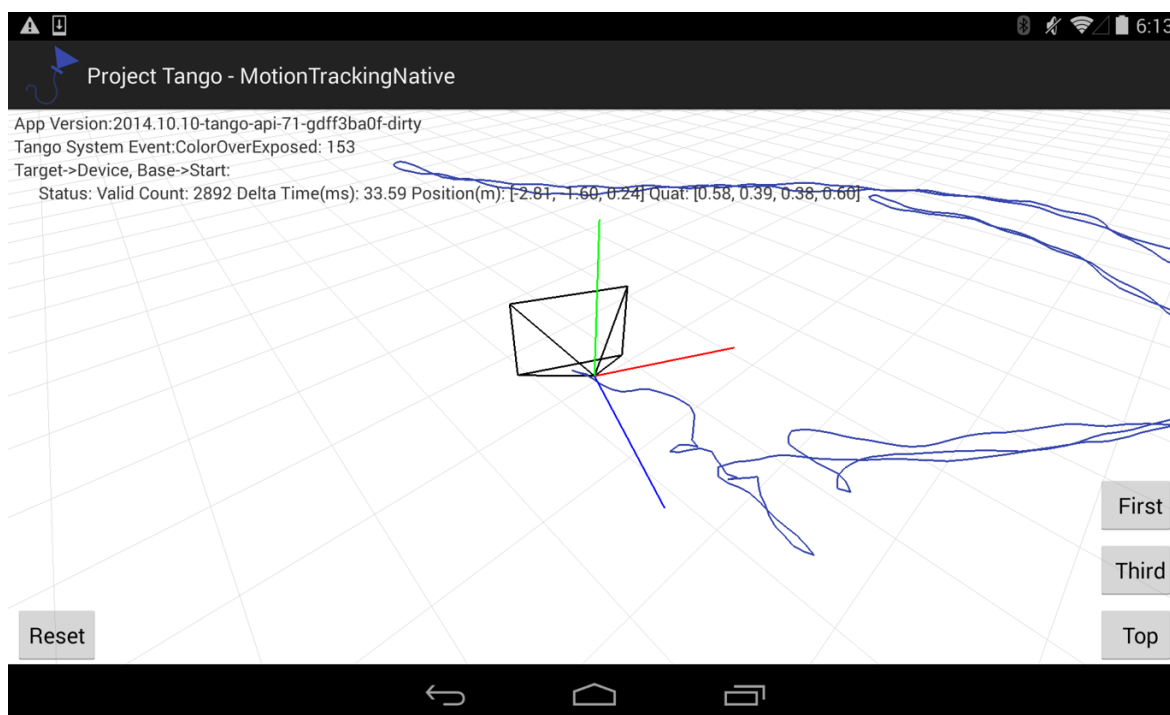 6:13
Project Tango - MotionTrackingNative
App Version:2014.10.10-tango-api-71-gdff3ba0f-dirty
Tango System Event:ColorOverExposed: 153
Target->Device, Base->Start:
Status: Valid Count: 2892 Delta Time(ms): 33.59 Position(m): [-2.81, -1.60, 0.24] Quat: [0.58, 0.39, 0.38, 0.60]
First
Third
Reset
Top